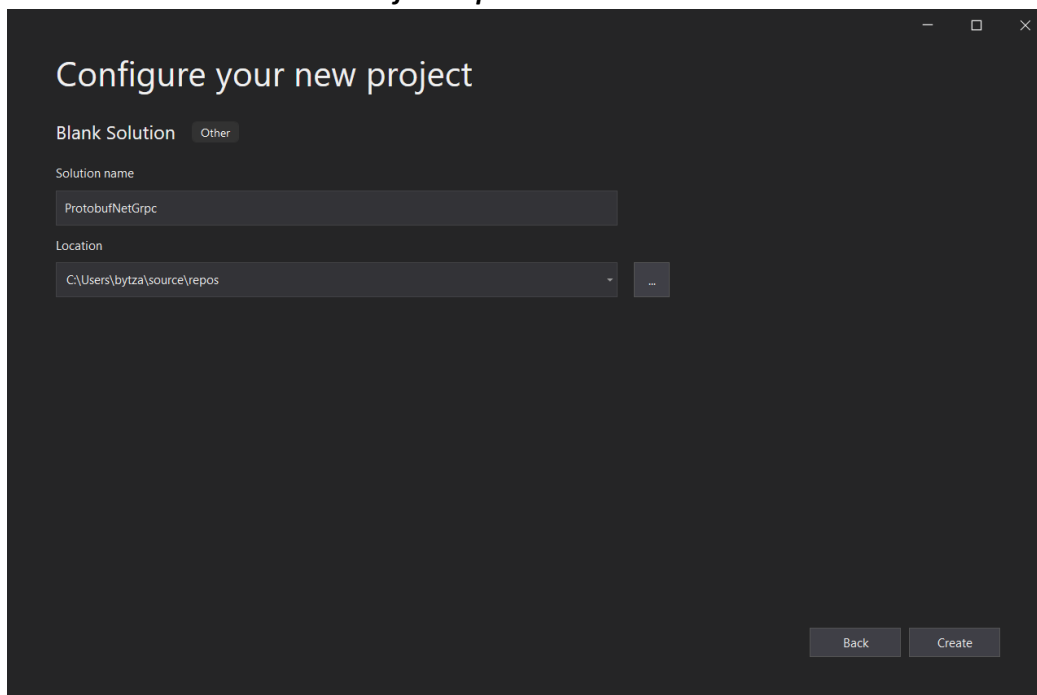 Configure your new project
Blank Solution Other
Solution name
ProtobufNetGrpc
Location
C:\Users\bytza\source\repos
...
Back Create